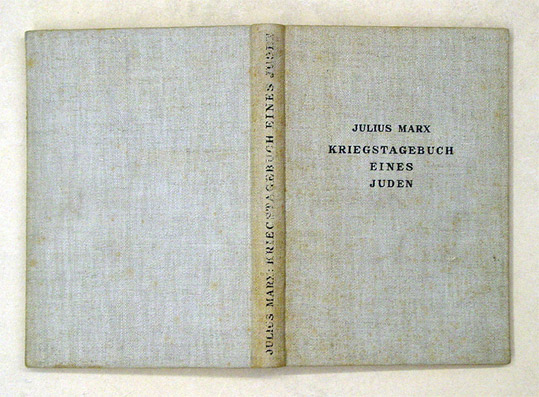 JULIUS MARX: KRIEGSTAGEBUCH EINES JUDEN
JULIUS MARX
KRIEGSTAGEBUCH
EINES
JUDEN